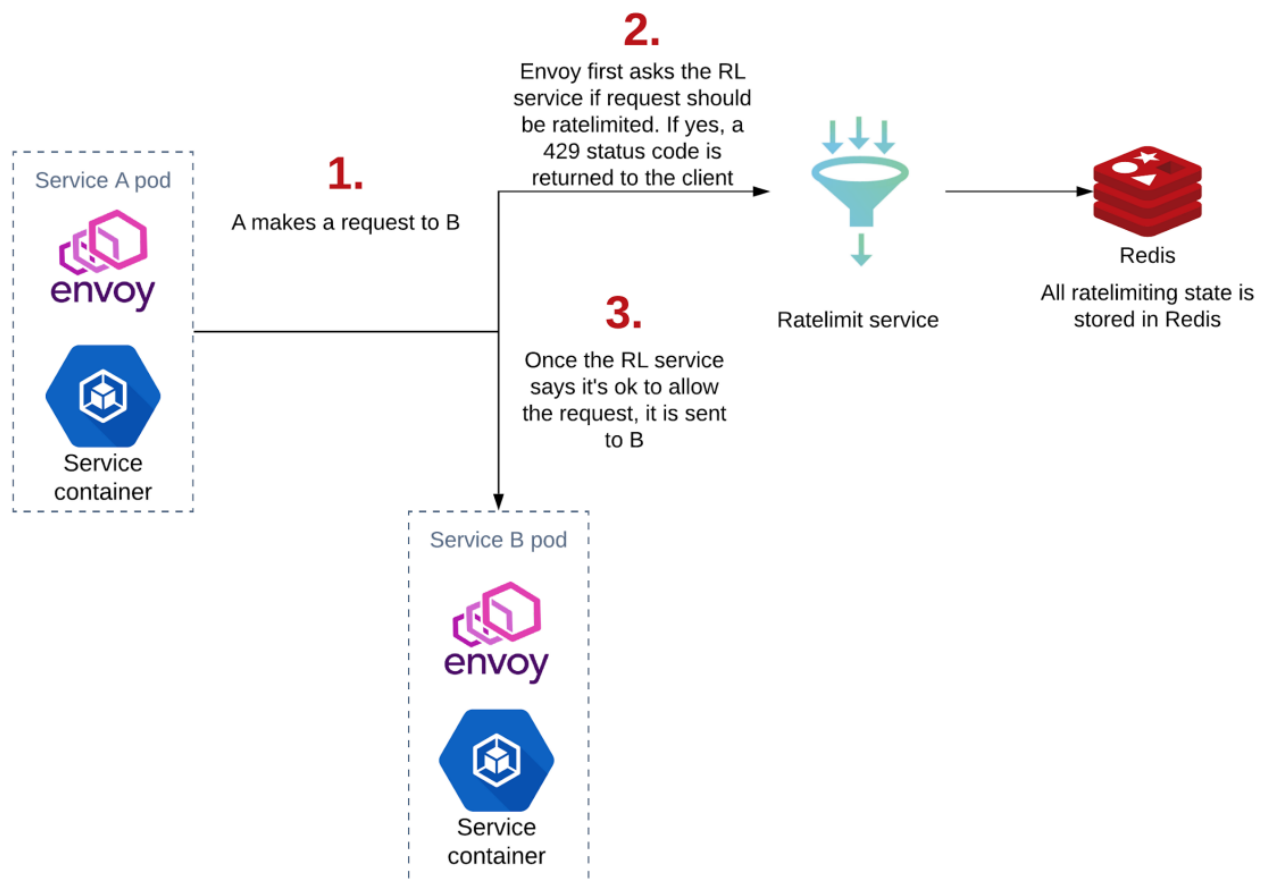 2.
Envoy first asks the RL
service if request should
be ratelimited. If yes, a
429 status code is
returned to the client
Service A pod
envoy
Service
container
1.
A makes a request to B
3.
Once the RL service
says it's ok to allow
the request, it is sent
to B
Ratelimit service
Redis
All ratelimiting state is
stored in Redis
Service B pod
envoy
Service
container